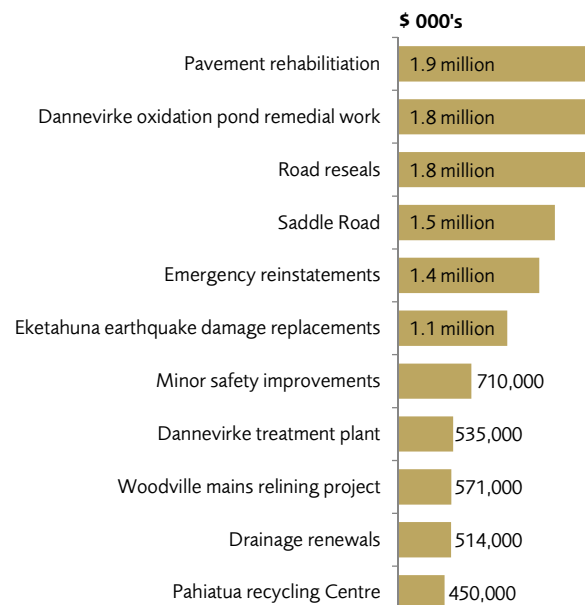 $ 000's
Pavement rehabilitiation 1.9 million
Dannevirke oxidation pond remedial work 1.8 million
Road reseals 1.8 million
Saddle Road 1.5 million
Emergency reinstatements 1.4 million
Eketahuna earthquake damage replacements 1.1 million
Minor safety improvements 710,000
Dannevirke treatment plant 535,000
Woodville mains relining project 571,000
Drainage renewals 514,000
Pahiatua recycling Centre 450,000